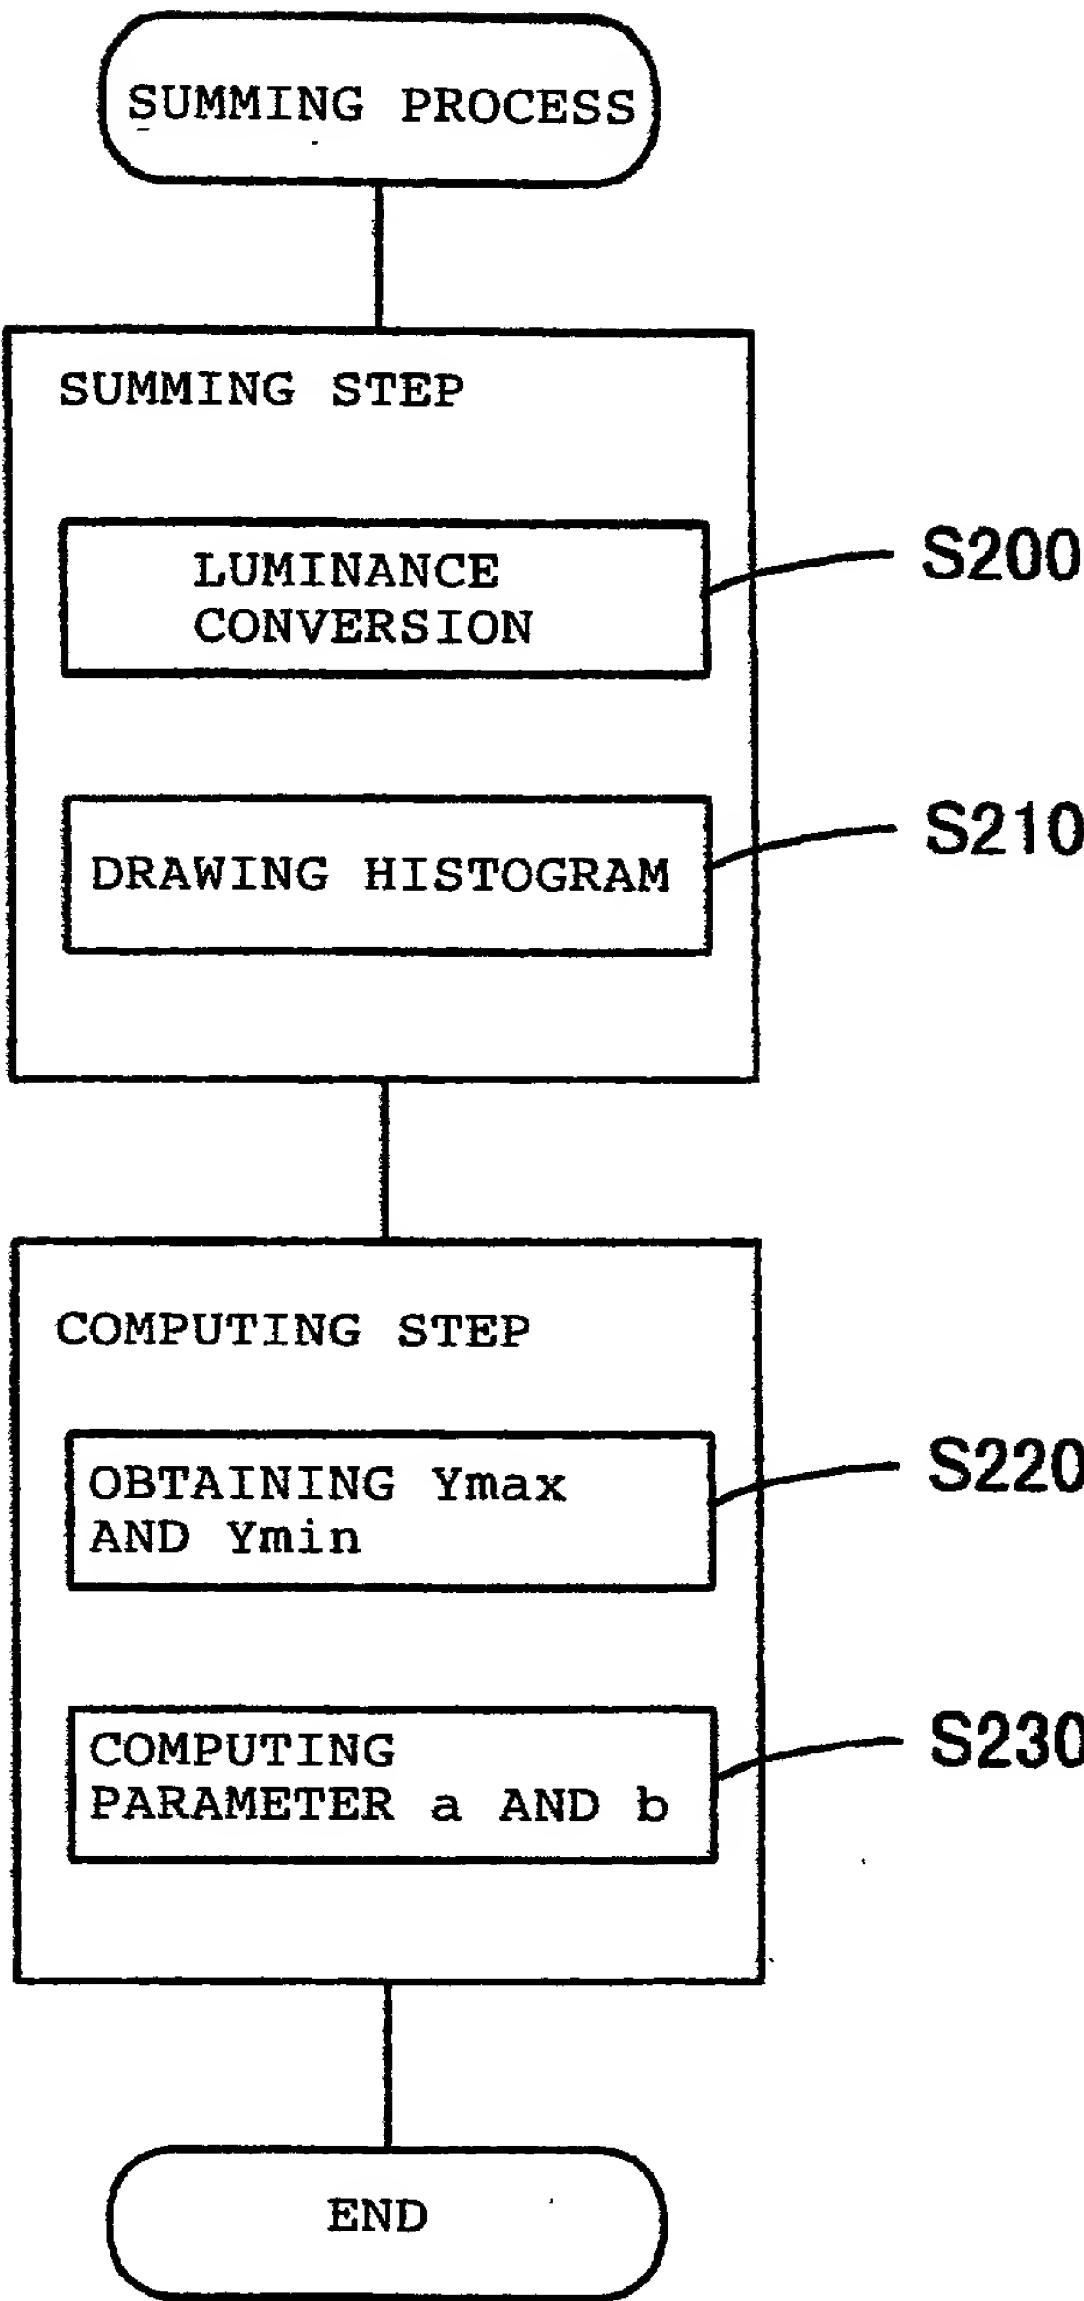 SUMMING PROCESS
SUMMING STEP
LUMINANCE
CONVERSION
S200
DRAWING HISTOGRAM
S210
COMPUTING STEP
OBTAINING Ymax
AND Ymin
S220
COMPUTING
PARAMETER a AND b
S230
END